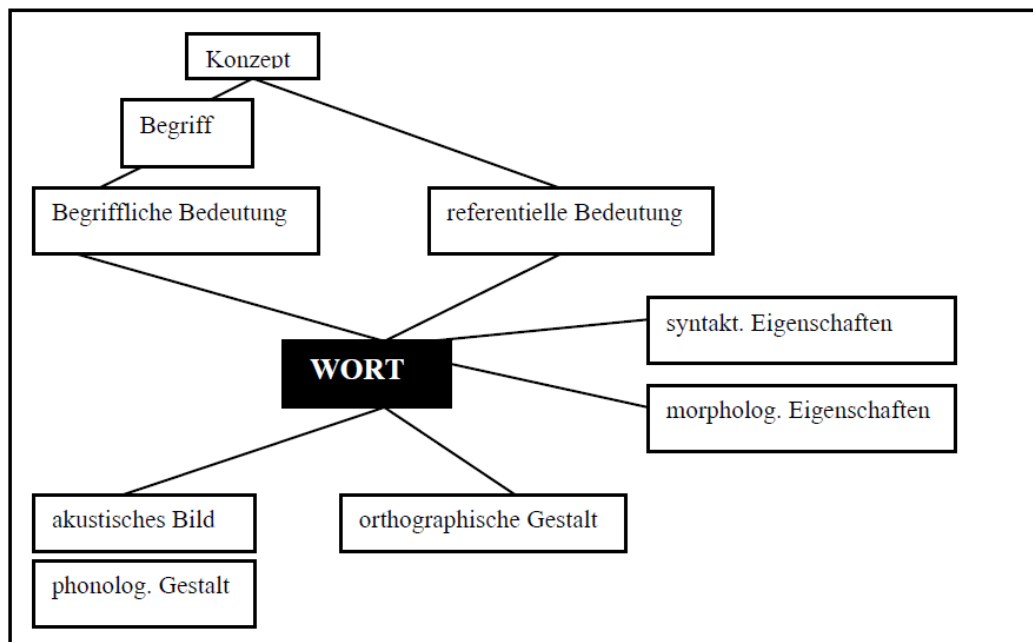 Konzept
Begriff
Begriffliche Bedeutung
referentielle Bedeutung
syntakt. Eigenschaften
WORT
morpholog. Eigenschaften
akustisches Bild
orthographische Gestalt
phonolog. Gestalt